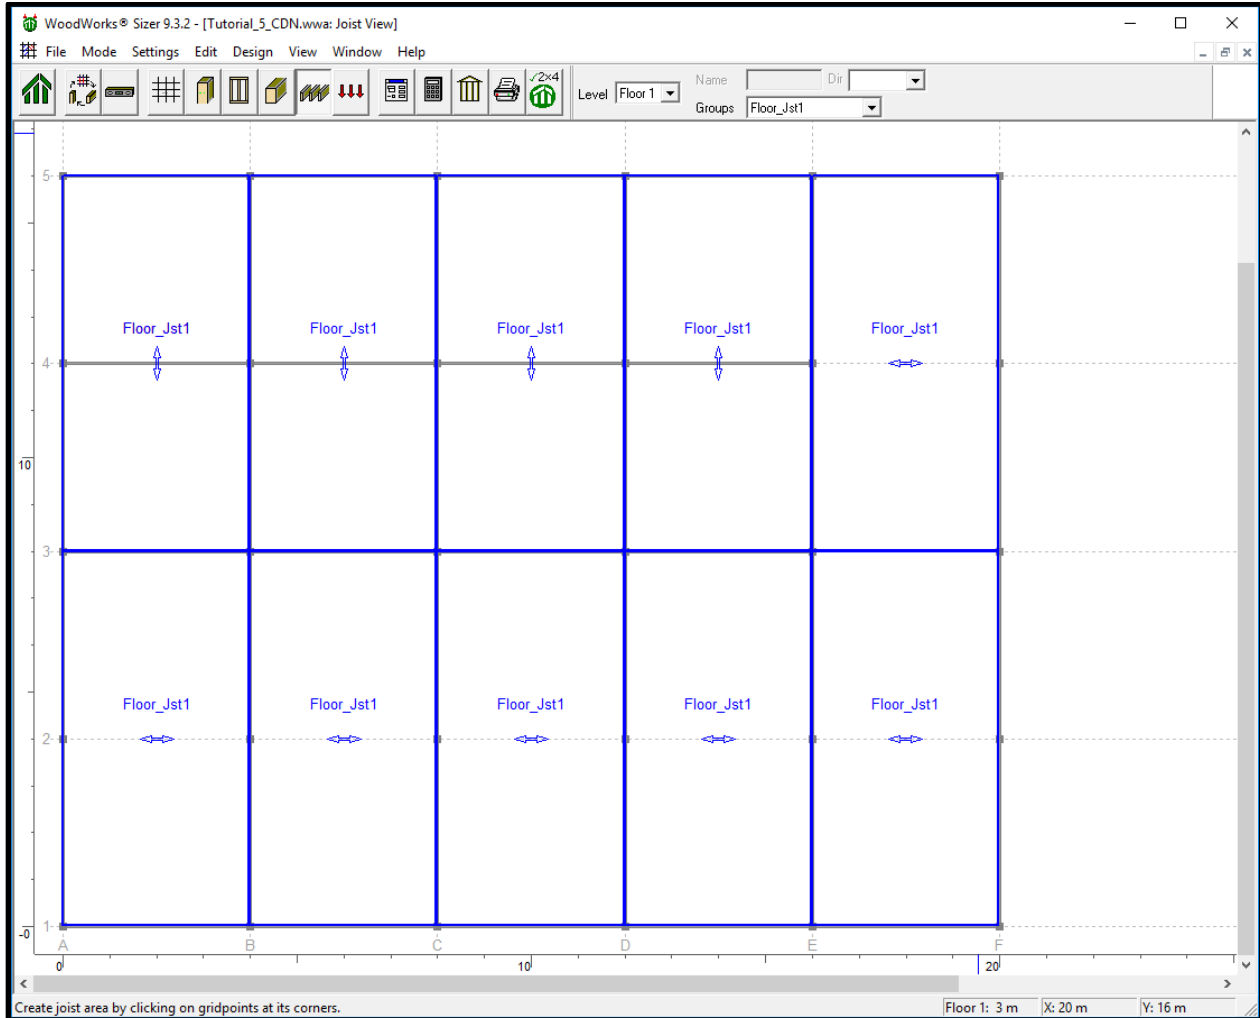 WoodWorks® Sizer 9.3.2 - [Tutorial_5_CDN.wwa: Joist View]
File Mode Settings Edit Design View Window Help
✓2×4
Level Floor 1 Name Dir
Groups Floor_Jst1
5
Floor_Jst1 Floor_Jst1 Floor_Jst1 Floor_Jst1 Floor_Jst1
4
10
3
Floor_Jst1 Floor_Jst1 Floor_Jst1 Floor_Jst1 Floor_Jst1
2
1
-0
A B C D E F
0 10 20
Create joist area by clicking on gridpoints at its corners. Floor 1: 3 m X: 20 m Y: 16 m